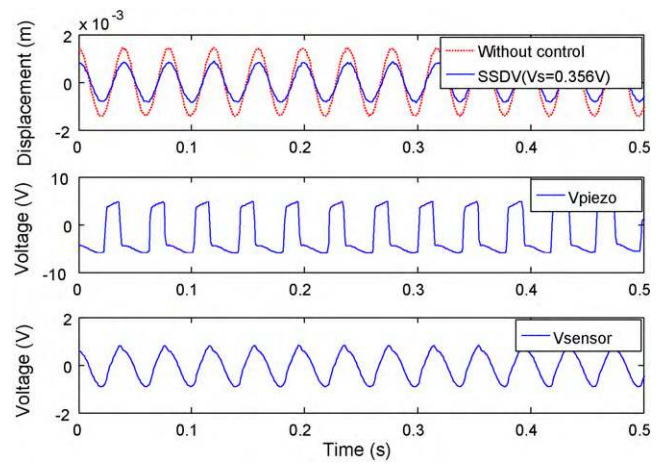 x 10⁻³
Displacement (m)
2
0
-2
Without control
SSDV(Vs=0.356V)
0 0.1 0.2 0.3 0.4 0.5
Voltage (V)
10
0
-10
Vpiezo
0 0.1 0.2 0.3 0.4 0.5
Voltage (V)
2
0
-2
Vsensor
0 0.1 0.2 0.3 0.4 0.5
Time (s)